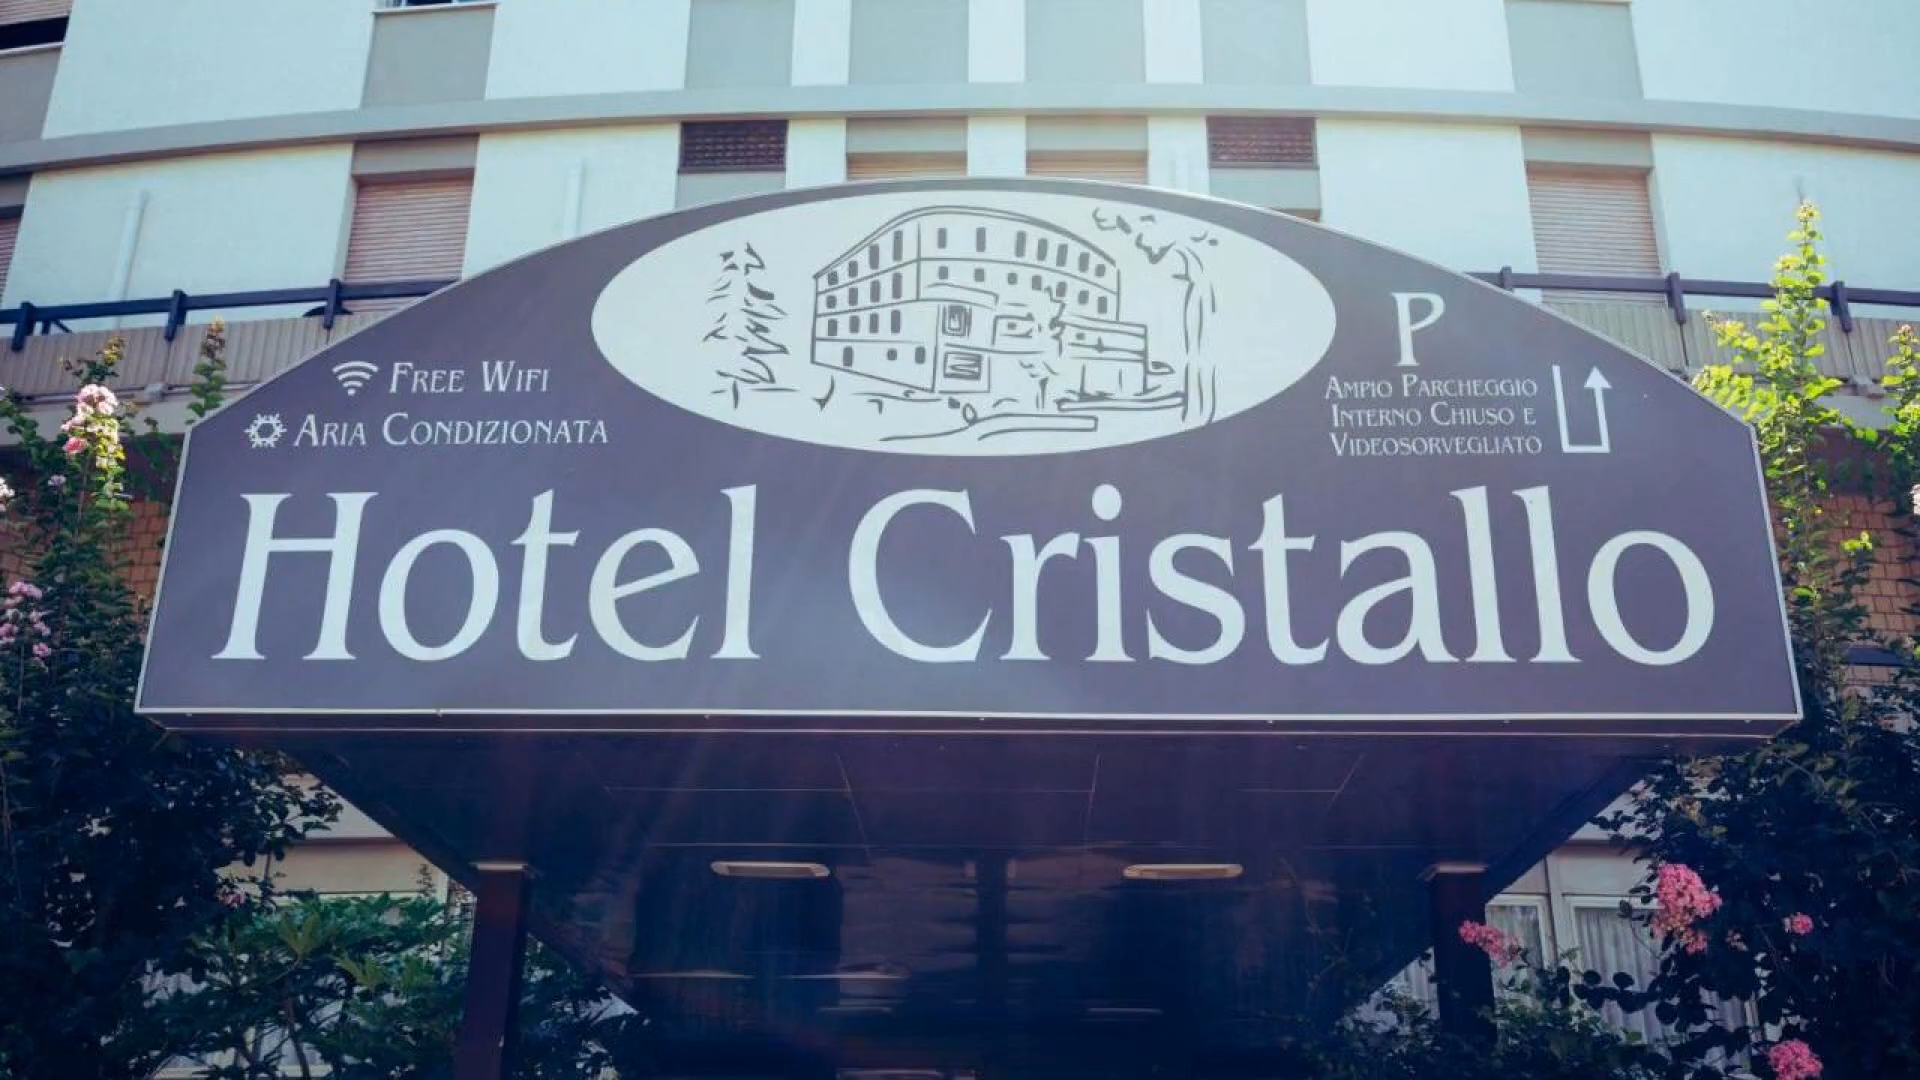 Free Wifi
Aria Condizionata
P
Ampio Parcheggio
Interno Chiuso e
Videosorvegliato
Hotel Cristallo